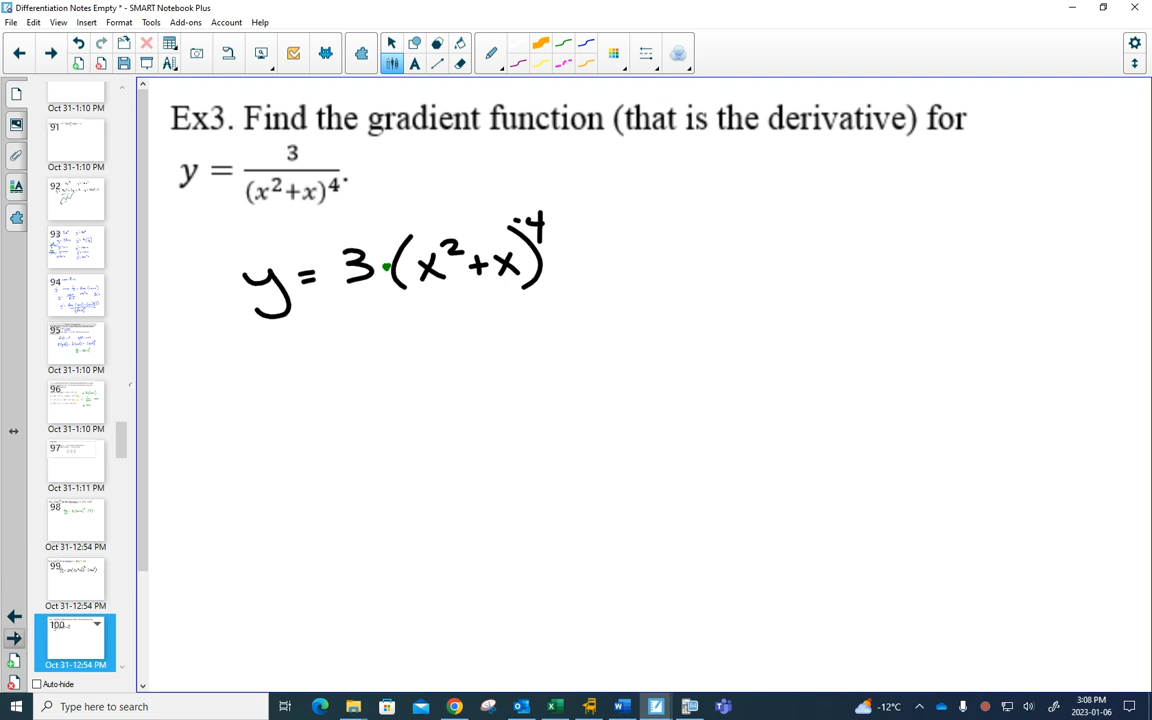 Differentiation Notes Empty * - SMART Notebook Plus
File Edit View Insert Format Tools Add-ons Account Help
Oct 31-1:10 PM
91
Oct 31-1:10 PM
92
93
94
95
Oct 31-1:10 PM
96
Oct 31-1:10 PM
97
Oct 31-1:11 PM
98
Oct 31-12:54 PM
99
Oct 31-12:54 PM
100
Oct 31-12:54 PM
Auto-hide
Ex3. Find the gradient function (that is the derivative) for
y = 3/(x²+x)⁴.
y = 3·(x²+x)⁻⁴
Type here to search
-12°C
3:08 PM
2023-01-06